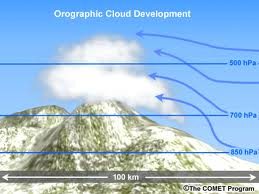 Orographic Cloud Development
500 hPa
700 hPa
850 hPa
100 km
©The COMET Program